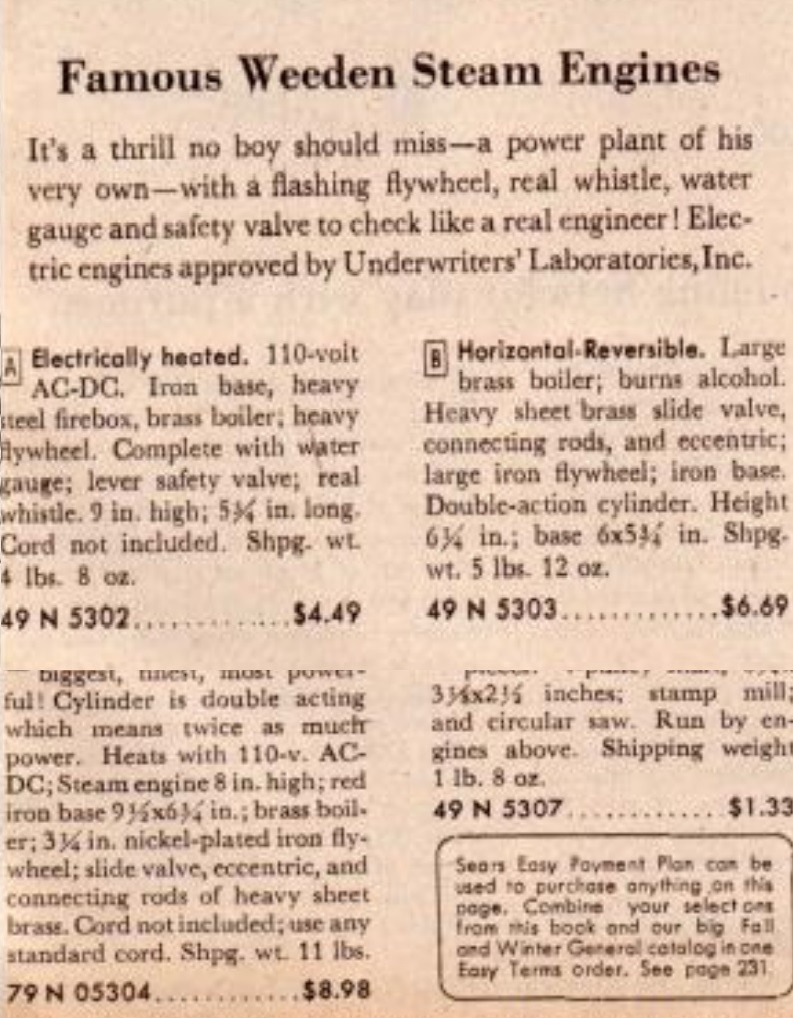 Famous Weeden Steam Engines
It's a thrill no boy should miss—a power plant of his
very own—with a flashing flywheel, real whistle, water
gauge and safety valve to check like a real engineer! Elec-
tric engines approved by Underwriters' Laboratories, Inc.
A Electrically heated. 110-volt
AC-DC. Iron base, heavy
steel firebox, brass boiler; heavy
flywheel. Complete with water
gauge; lever safety valve; real
whistle. 9 in. high; 5¾ in. long.
Cord not included. Shpg. wt.
4 lbs. 8 oz.
49 N 5302............$4.49
biggest, finest, most power-
ful! Cylinder is double acting
which means twice as much
power. Heats with 110-v. AC-
DC; Steam engine 8 in. high; red
iron base 9½x6¾ in.; brass boil-
er; 3¼ in. nickel-plated iron fly-
wheel; slide valve, eccentric, and
connecting rods of heavy sheet
brass. Cord not included; use any
standard cord. Shpg. wt. 11 lbs.
79 N 05304............$8.98
B Horizontal-Reversible. Large
brass boiler; burns alcohol.
Heavy sheet brass slide valve,
connecting rods, and eccentric;
large iron flywheel; iron base.
Double-action cylinder. Height
6¼ in.; base 6x5¾ in. Shpg.
wt. 5 lbs. 12 oz.
49 N 5303.............$6.69
inches; stamp mill;
and circular saw. Run by en-
gines above. Shipping weight
1 lb. 8 oz.
49 N 5307............ $1.33
Sears Easy Payment Plan can be
used to purchase anything on this
page. Combine your select ons
from this book and our big Fall
and Winter General catalog in one
Easy Terms order. See page 231.